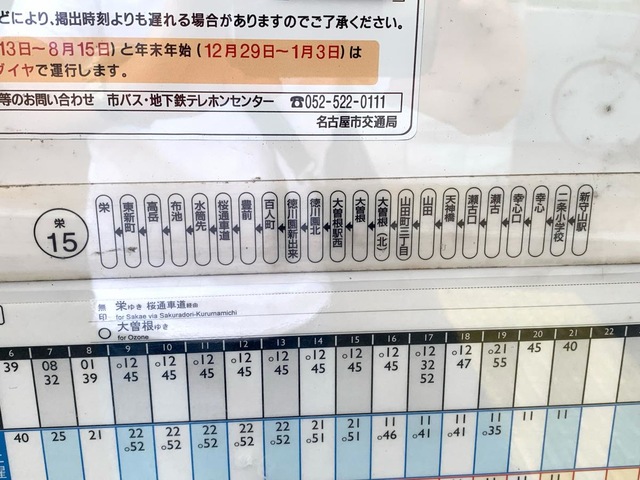 どにより、掲出時刻よりも遅れる場合がありますのでご了承ください。
13日～8月15日)と年末年始(12月29日～1月3日)は
ダイヤで運行します。
等のお問い合わせ 市バス・地下鉄テレホンセンター ☎052-522-0111
名古屋市交通局
栄
15
栄
東新町
高岳
布池
水筒先
桜通車道
豊前
百人町
徳川園新出来
徳川園北
大曽根駅西
大曽根
大曽根(北)
山田町三丁目
山田
天神橋
瀬古口
瀬古
幸心口
幸心
二条小学校
新守山駅
無印 栄ゆき 桜通車道経由
for Sakae via Sakuradori-Kurumamichi
○ 大曽根ゆき
for Ozone
6 7 8 9 10 11 12 13 14 15 16 17 18 19 20 21 22
39 08 01 ○12 ○12 ○12 ○12 ○12 ○12 ○12 ○12 ○12 ○12 ○21 45 40
32 39 45 45 45 45 45 45 45 45 32 47 55
52
40 25 21 22 22 22 22 22 21 21 16 11 11 11 11 11
○52 ○52 ○52 ○52 ○52 ○51 ○51 ○46 ○41 ○41 ○35